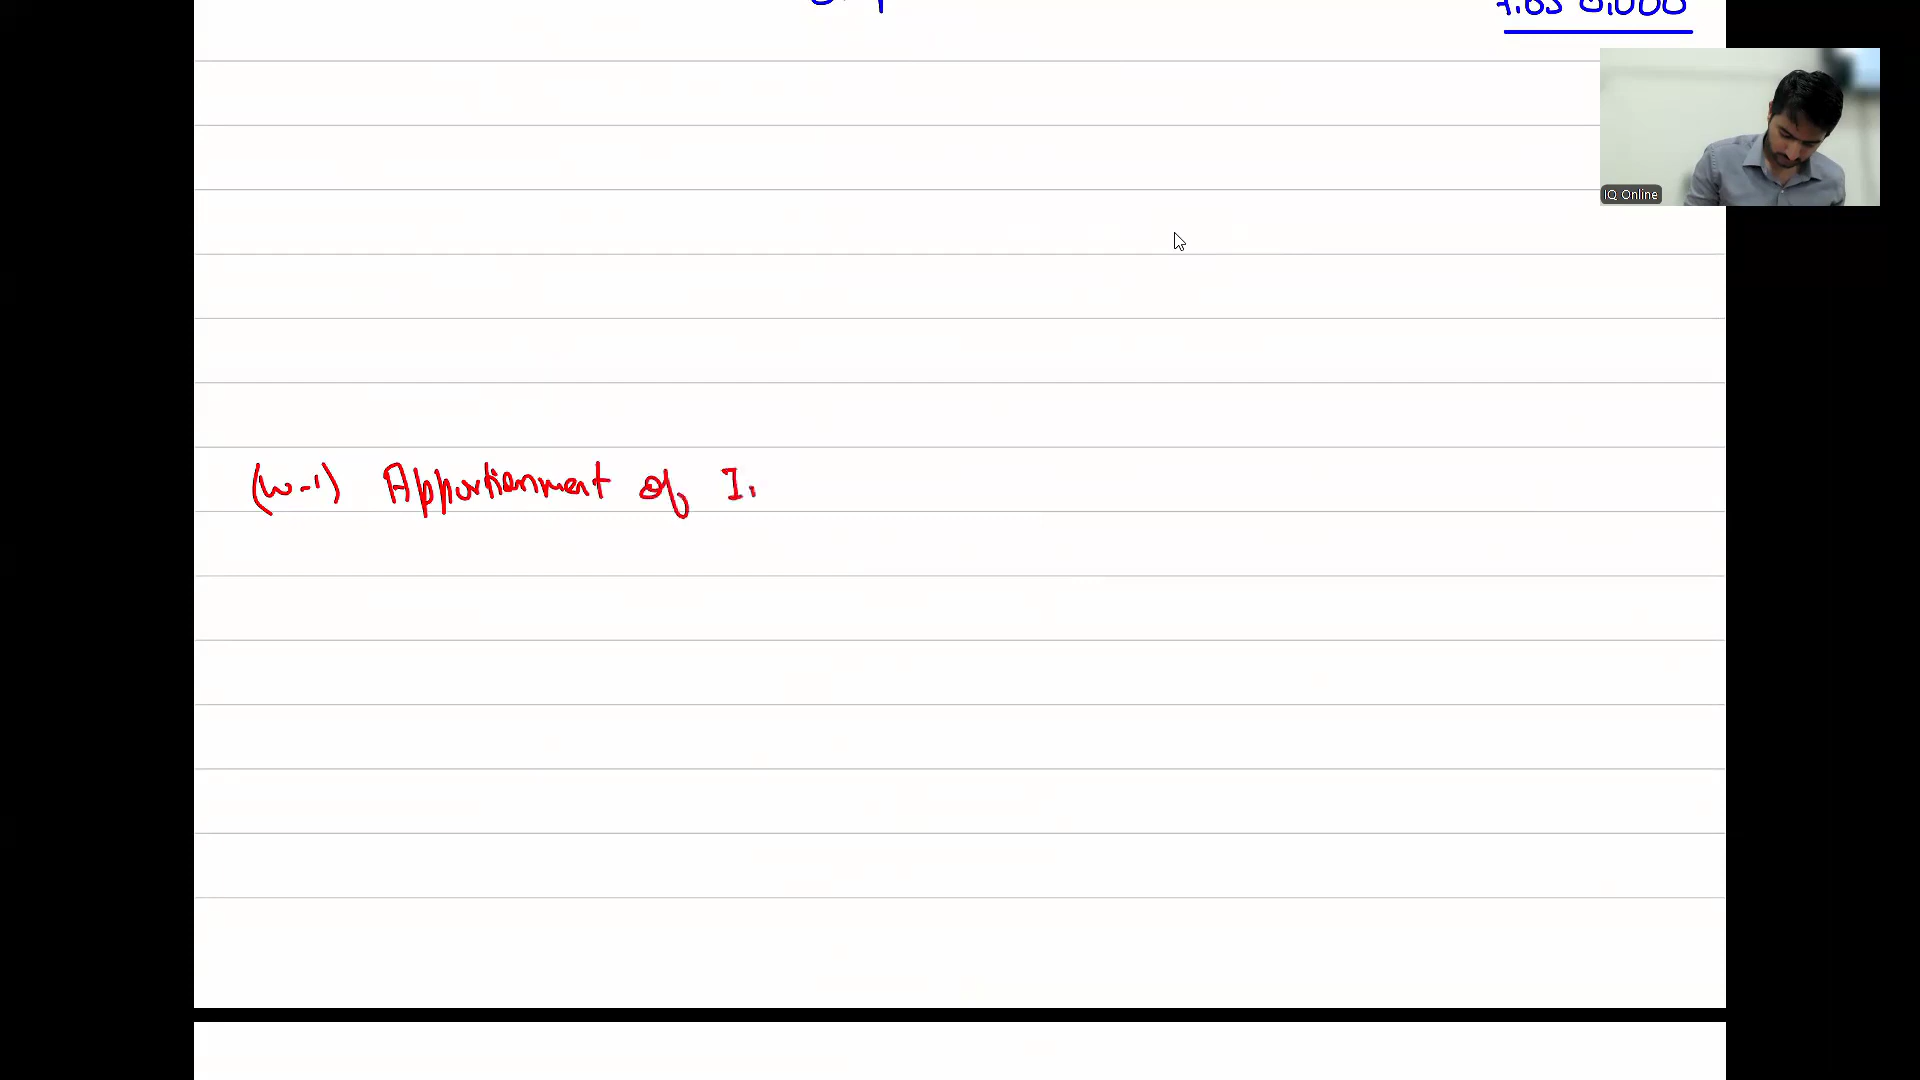 IQ Online
(W-1) Apportionment of I.